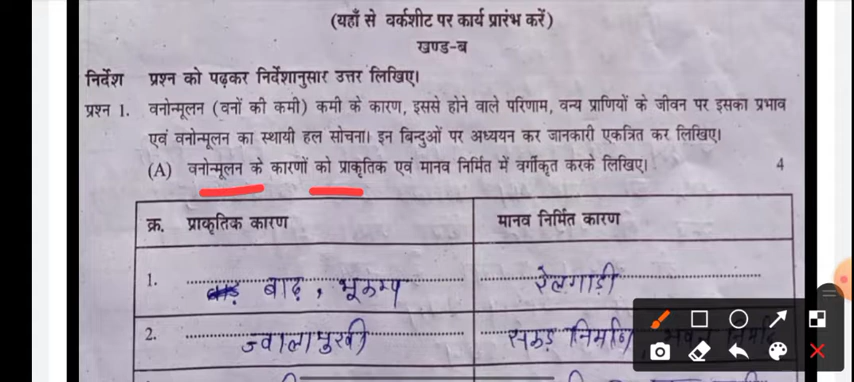 (यहाँ से वर्कशीट पर कार्य प्रारंभ करें)
खण्ड-ब
निर्देश प्रश्न को पढ़कर निर्देशानुसार उत्तर लिखिए।
प्रश्न 1. वनोन्मूलन (वनों की कमी) कमी के कारण, इससे होने वाले परिणाम, वन्य प्राणियों के जीवन पर इसका प्रभाव
एवं वनोन्मूलन का स्थायी हल सोचना। इन बिन्दुओं पर अध्ययन कर जानकारी एकत्रित कर लिखिए।
(A) वनोन्मूलन के कारणों को प्राकृतिक एवं मानव निर्मित में वर्गीकृत करके लिखिए। 4
क्र. प्राकृतिक कारण मानव निर्मित कारण
1. बाढ़, भूकम्प रेलगाड़ी
2. ज्वालामुखी सकड़ निर्माण